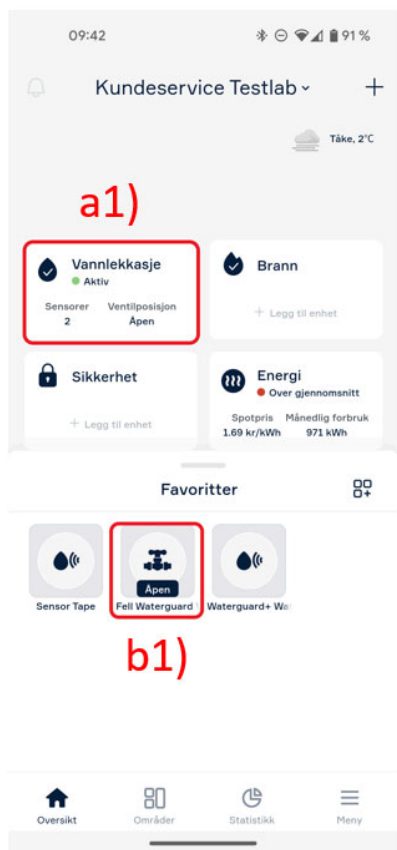 09:42
91 %
Kundeservice Testlab
Tåke, 2°C
a1)
Vannlekkasje
Aktiv
Sensorer Ventilposisjon
2 Åpen
Brann
+ Legg til enhet
Sikkerhet
+ Legg til enhet
Energi
Over gjennomsnitt
Spotpris Månedlig forbruk
1.69 kr/kWh 971 kWh
Favoritter
Åpen
Sensor Tape Fell Waterguard Waterguard+
b1)
Oversikt Områder Statistikk Meny